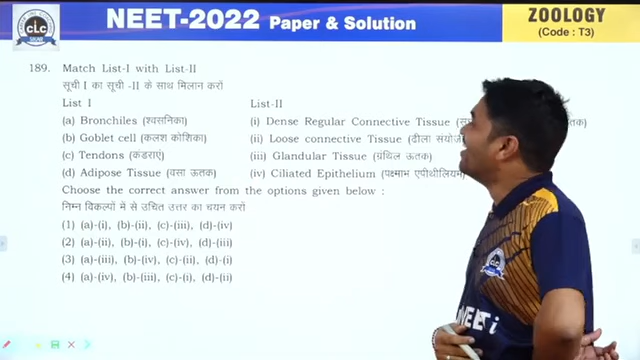 CLC
SIKAR
NEET-2022 Paper & Solution
ZOOLOGY
(Code : T3)
189. Match List-I with List-II
सूची I का सूची -II के साथ मिलान करों
List I List-II
(a) Bronchiles (श्वसनिका) (i) Dense Regular Connective Tissue
(b) Goblet cell (कलश कोशिका) (ii) Loose connective Tissue (ढीला
(c) Tendons (कंडराएं) (iii) Glandular Tissue (ग्रंथिल ऊतक)
(d) Adipose Tissue (वसा ऊतक) (iv) Ciliated Epithelium (पक्ष्माभ एपीथीलियम)
Choose the correct answer from the options given below :
निम्न विकल्पों में से उचित उत्तर का चयन करों
(1) (a)-(i), (b)-(ii), (c)-(iii), (d)-(iv)
(2) (a)-(ii), (b)-(i), (c)-(iv), (d)-(iii)
(3) (a)-(iii), (b)-(iv), (c)-(ii), (d)-(i)
(4) (a)-(iv), (b)-(iii), (c)-(i), (d)-(ii)